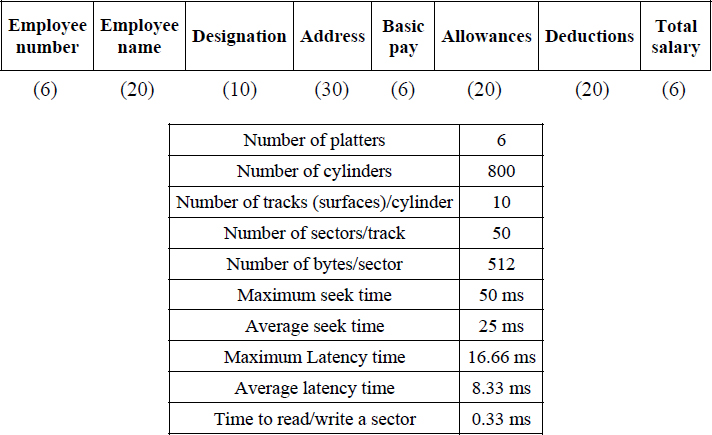 Employee number Employee name Designation Address Basic pay Allowances Deductions Total salary
(6) (20) (10) (30) (6) (20) (20) (6)
Number of platters 6
Number of cylinders 800
Number of tracks (surfaces)/cylinder 10
Number of sectors/track 50
Number of bytes/sector 512
Maximum seek time 50 ms
Average seek time 25 ms
Maximum Latency time 16.66 ms
Average latency time 8.33 ms
Time to read/write a sector 0.33 ms